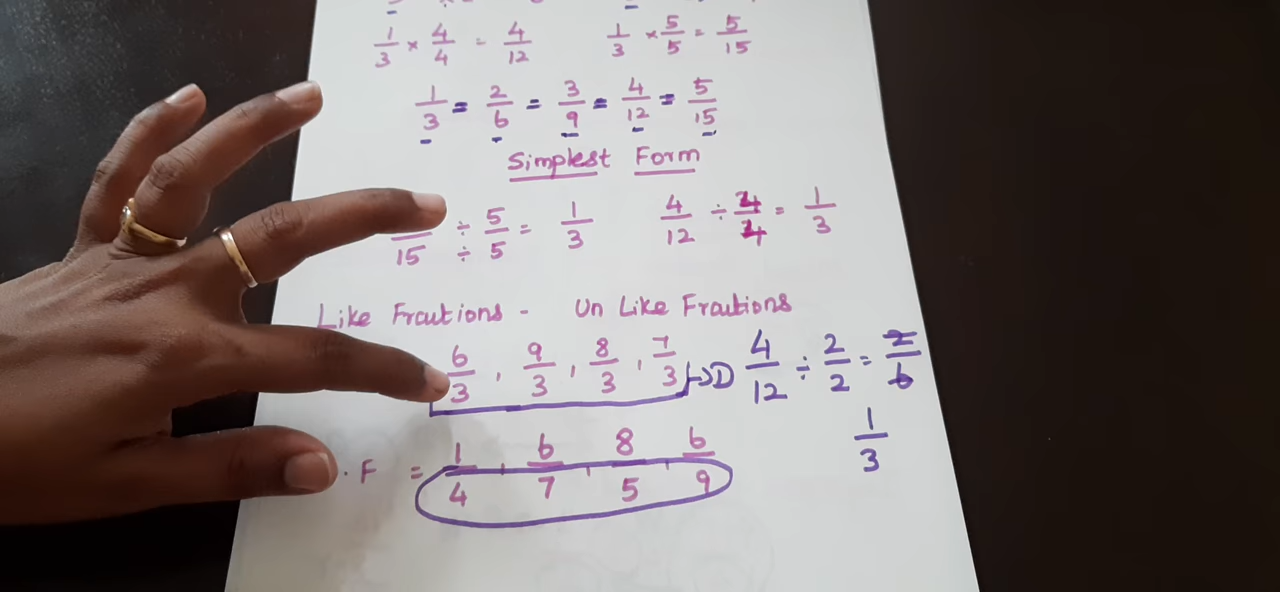 1/3 × 4/4 = 4/12 1/3 × 5/5 = 5/15
1/3 = 2/6 = 3/9 = 4/12 = 5/15
Simplest Form
15 ÷ 5/5 = 1/3 4/12 ÷ 4/4 = 1/3
Like Fractions - Un Like Fractions
6/3, 9/3, 8/3, 7/3 → D 4/12 ÷ 2/2 = 2/6
1/3
.F = 1/4, 6/7, 8/5, 6/9